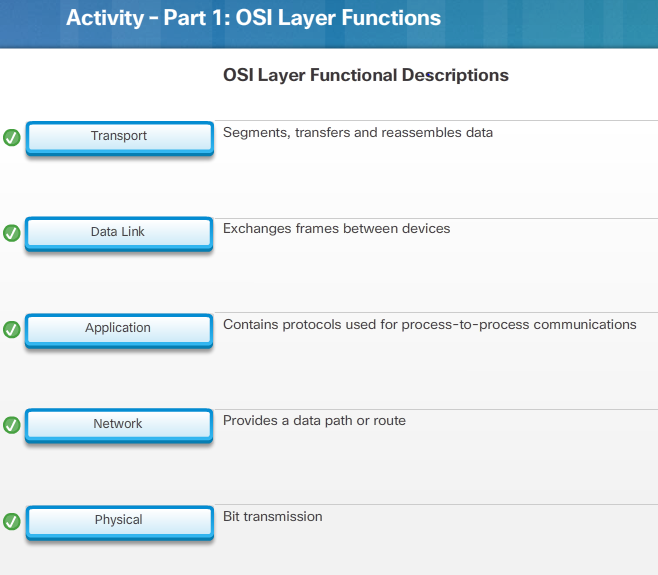 Activity – Part 1: OSI Layer Functions
OSI Layer Functional Descriptions
Transport
Segments, transfers and reassembles data
Data Link
Exchanges frames between devices
Application
Contains protocols used for process-to-process communications
Network
Provides a data path or route
Physical
Bit transmission